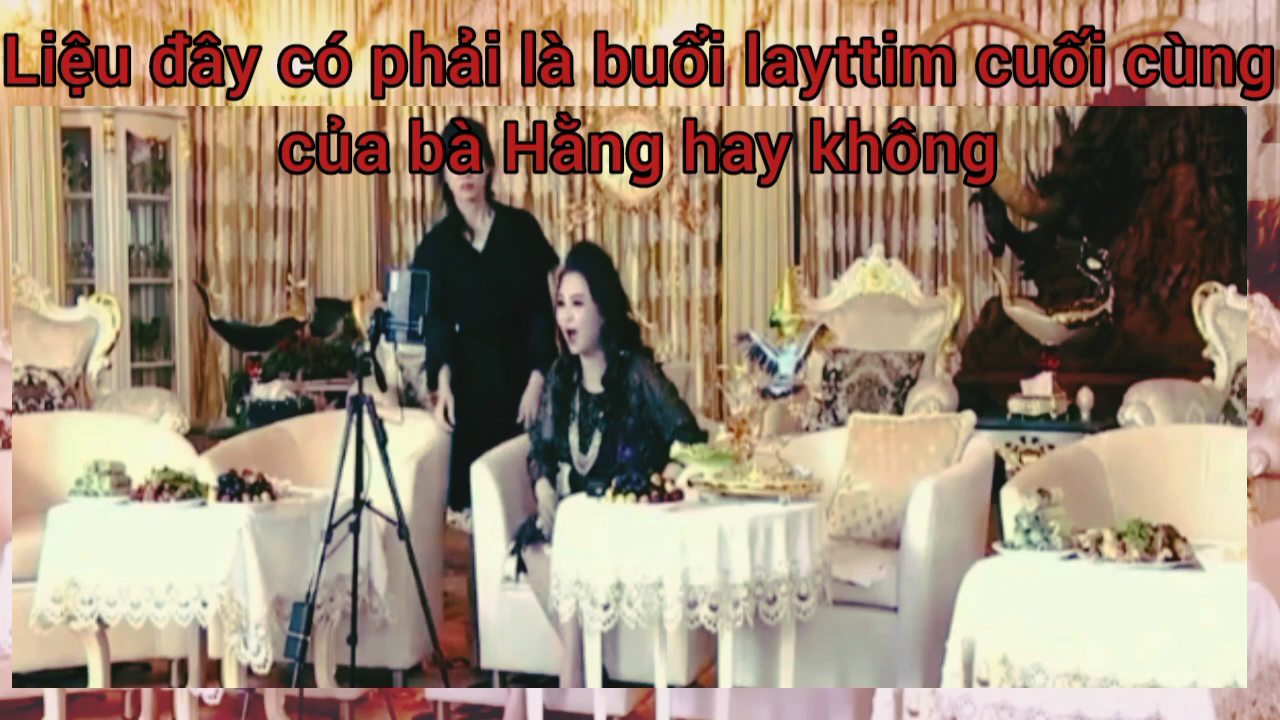 Liệu đây có phải là buổi layttim cuối cùng
của bà Hằng hay không